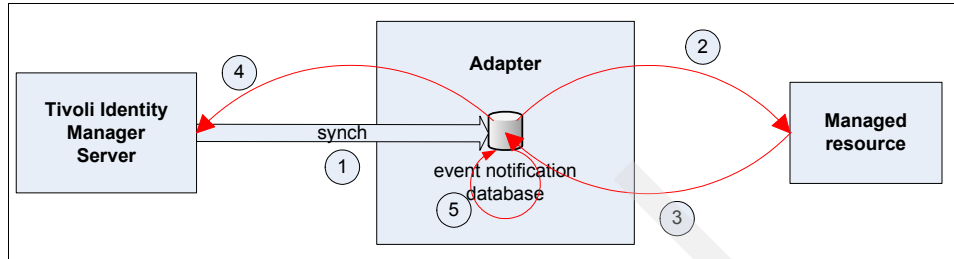 4
2
Adapter
Tivoli Identity
Manager
Server
synch
Managed
resource
1
event notification
database
5
3